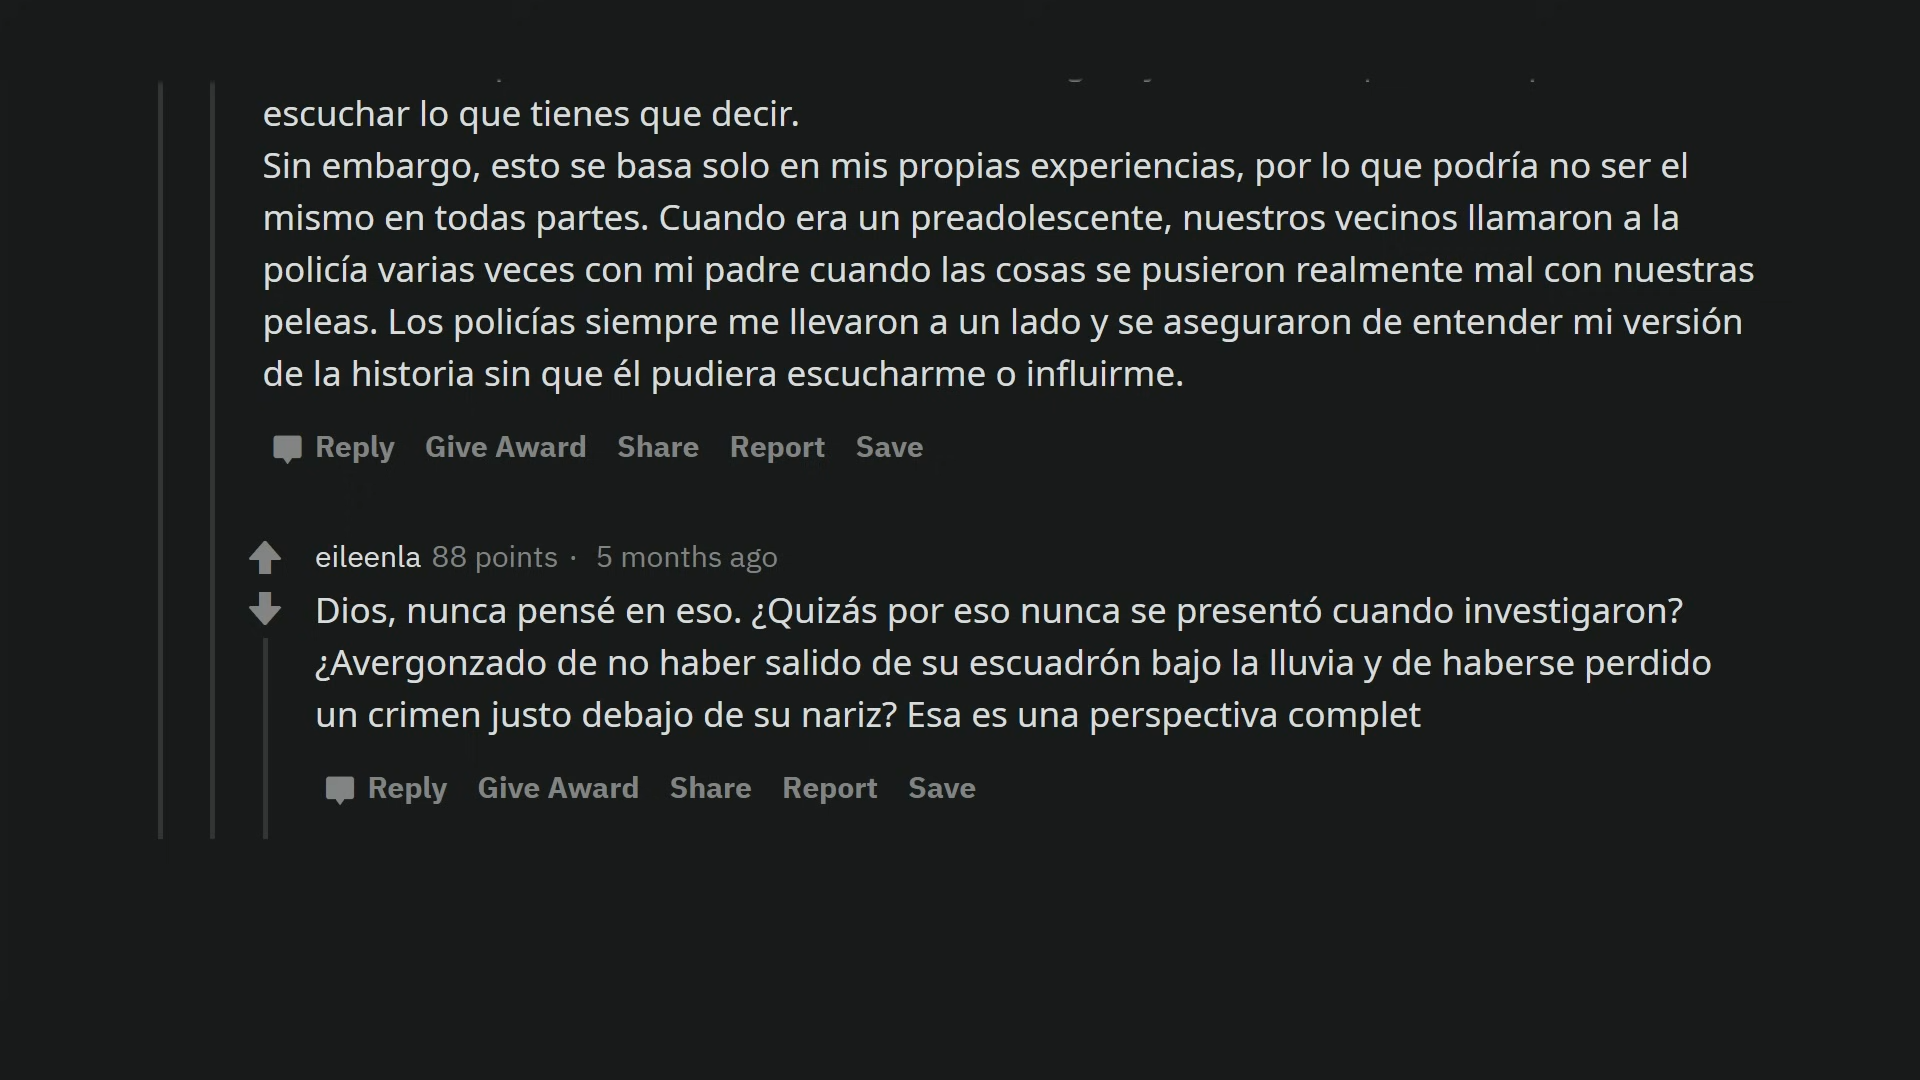 escuchar lo que tienes que decir.
Sin embargo, esto se basa solo en mis propias experiencias, por lo que podría no ser el
mismo en todas partes. Cuando era un preadolescente, nuestros vecinos llamaron a la
policía varias veces con mi padre cuando las cosas se pusieron realmente mal con nuestras
peleas. Los policías siempre me llevaron a un lado y se aseguraron de entender mi versión
de la historia sin que él pudiera escucharme o influirme.
Reply Give Award Share Report Save
eileenla 88 points · 5 months ago
Dios, nunca pensé en eso. ¿Quizás por eso nunca se presentó cuando investigaron?
¿Avergonzado de no haber salido de su escuadrón bajo la lluvia y de haberse perdido
un crimen justo debajo de su nariz? Esa es una perspectiva complet
Reply Give Award Share Report Save